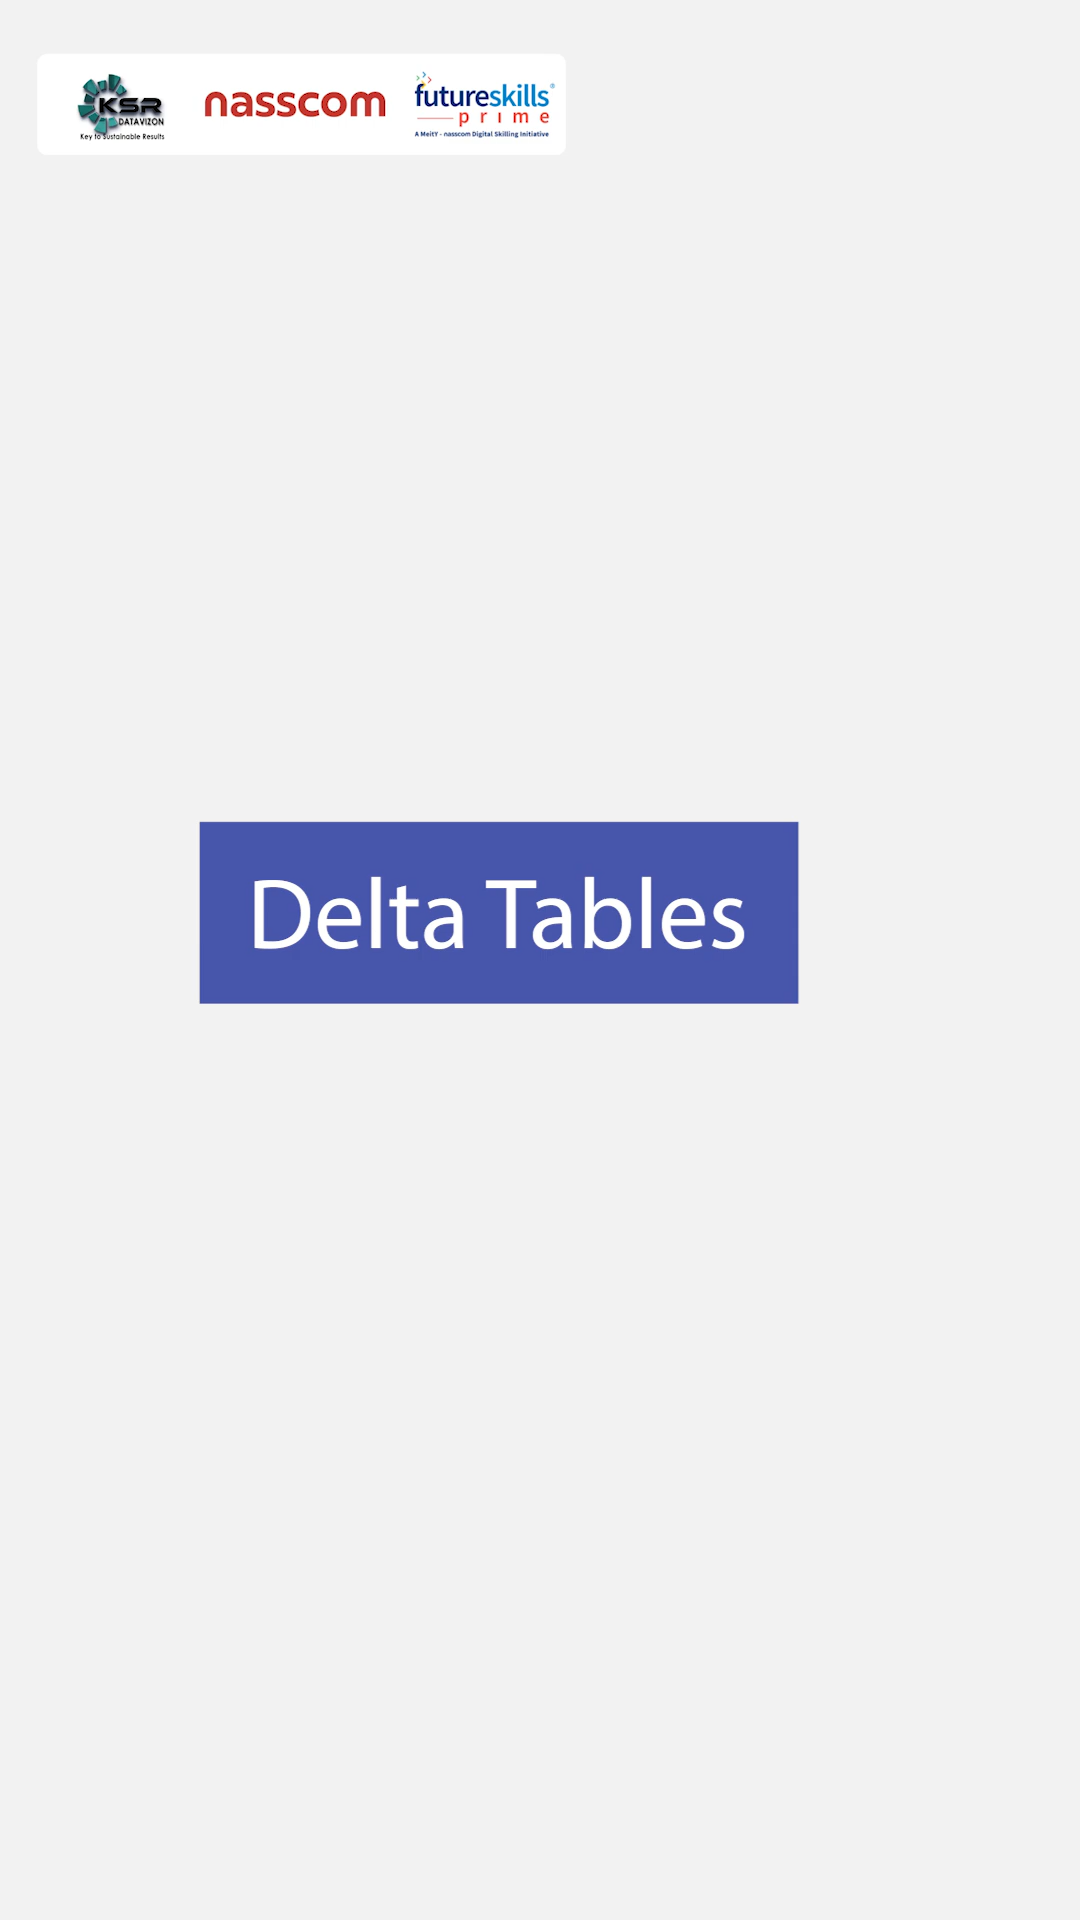 KSR
DATAVIZON
Key to Sustainable Results
nasscom
futureskills®
prime
A MeitY - nasscom Digital Skilling Initiative
Delta Tables